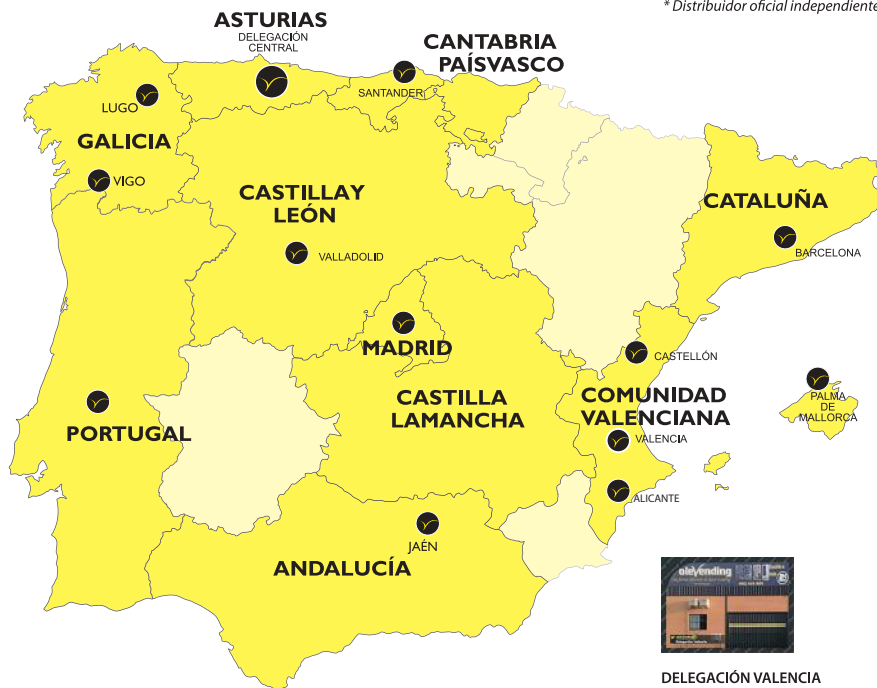 * Distribuidor oficial independiente
ASTURIAS
DELEGACIÓN
CENTRAL
CANTABRIA
PAÍSVASCO
SANTANDER
LUGO
GALICIA
VIGO
CASTILLAY
LEÓN
VALLADOLID
CATALUÑA
BARCELONA
MADRID
CASTELLÓN
CASTILLA
LAMANCHA
COMUNIDAD
VALENCIANA
VALENCIA
PALMA
DE
MALLORCA
PORTUGAL
ALICANTE
JAÉN
ANDALUCÍA
olevending
DELEGACIÓN VALENCIA